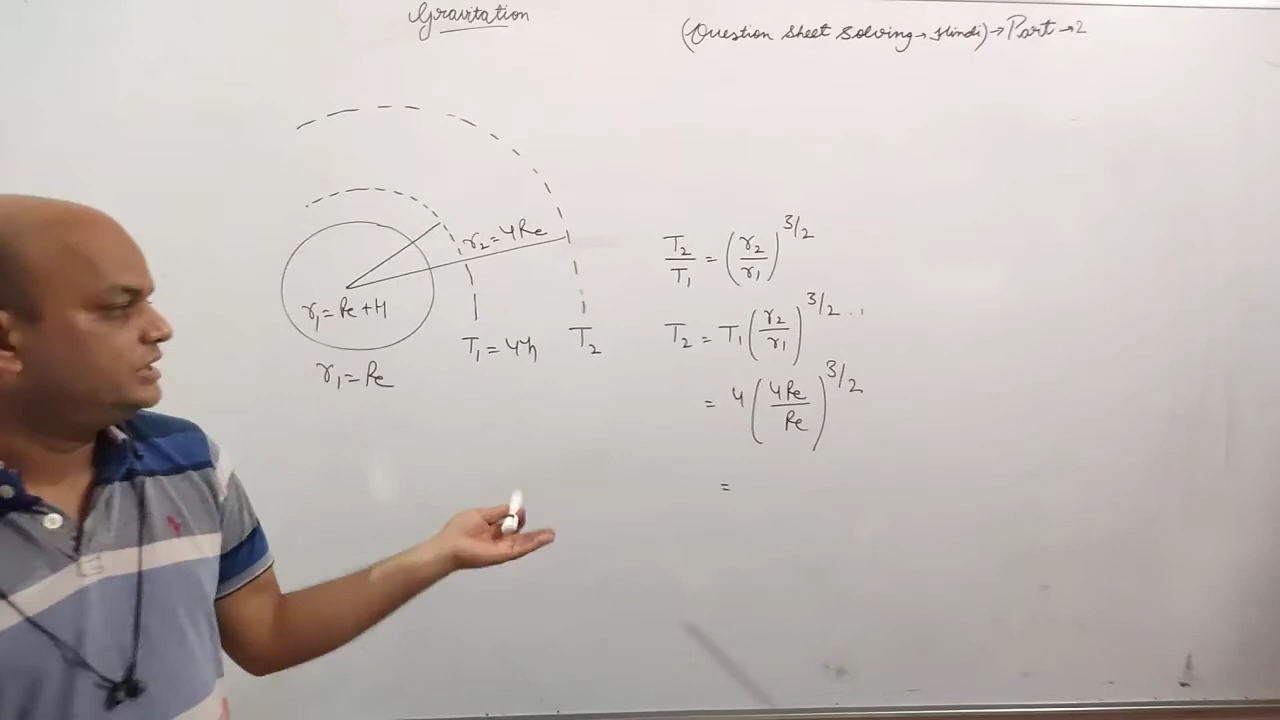 Gravitation
(Question sheet solving → Hindi) → Part → 2
r₂ = 4Re
r₁ = Re + H
T₁ = 4h
T₂
r₁ = Re
T₂/T₁ = (r₂/r₁)^3/2
T₂ = T₁ (r₂/r₁)^3/2 ..
= 4 (4Re/Re)^3/2
=